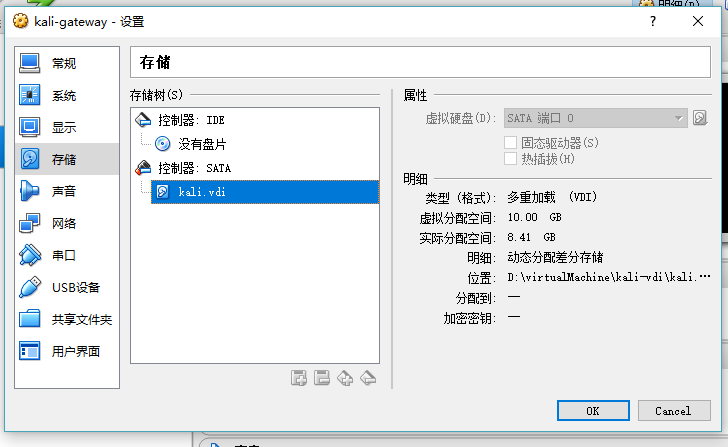 明细(D)
kali-gateway - 设置
?
常规
系统
显示
存储
声音
网络
串口
USB设备
共享文件夹
用户界面
存储
存储树(S)
控制器: IDE
没有盘片
控制器: SATA
kali.vdi
属性
虚拟硬盘(D): SATA 端口 0
固态驱动器(S)
热插拔(H)
明细
类型 (格式): 多重加载 (VDI)
虚拟分配空间: 10.00 GB
实际分配空间: 8.41 GB
明细: 动态分配差分存储
位置: D:\virtualMachine\kali-vdi\kali.…
分配到: —
加密密钥: —
OK
Cancel